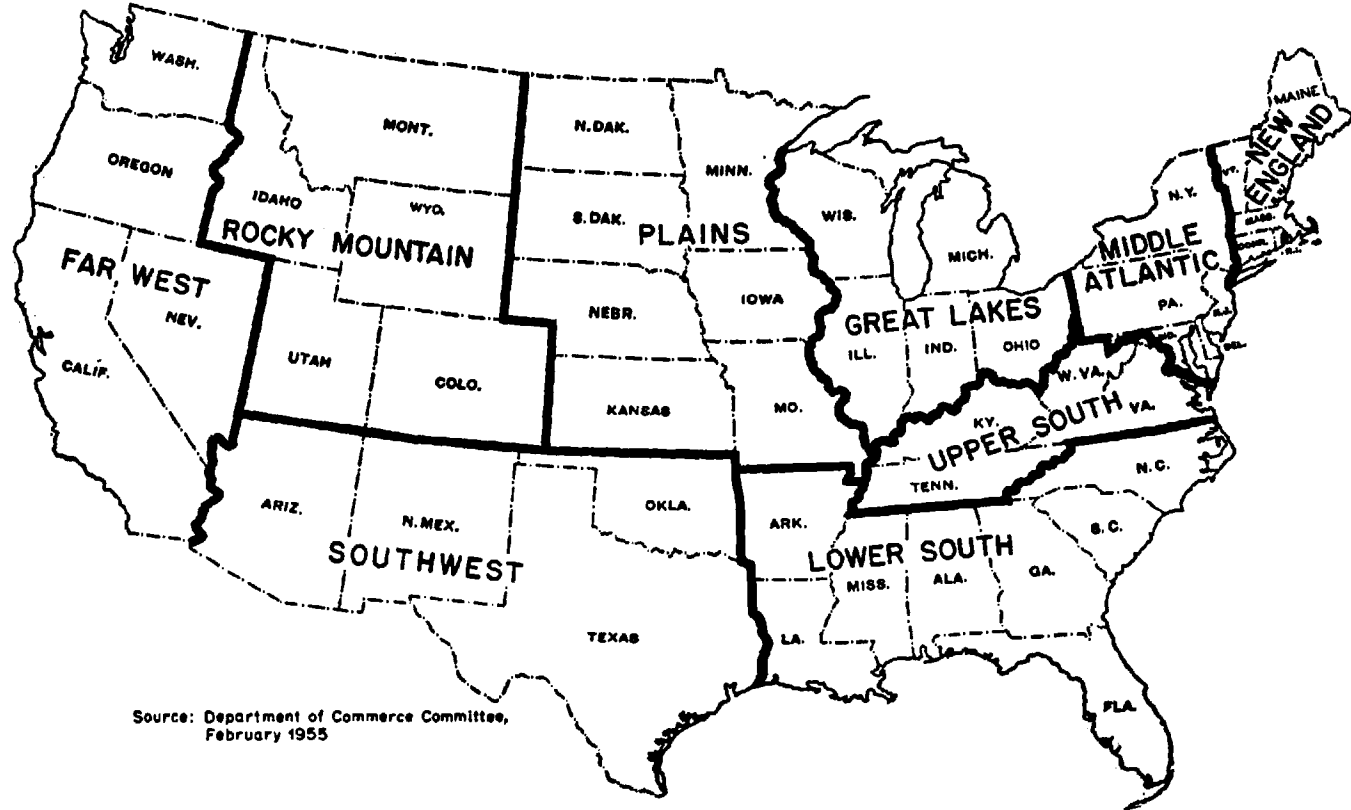 WASH.
MONT.
N.DAK.
MINN.
MAINE
NEW
ENGLAND
OREGON
IDAHO
WYO.
S.DAK.
WIS.
MICH.
N.Y.
VT.
MASS.
CONN.
R.I.
ROCKY MOUNTAIN
PLAINS
MIDDLE
ATLANTIC
FAR WEST
NEV.
NEBR.
IOWA
GREAT LAKES
PA.
N.J.
MD.
DEL.
CALIF.
UTAH
COLO.
KANSAS
MO.
ILL.
IND.
OHIO
W.VA.
VA.
KY.
UPPER SOUTH
TENN.
N.C.
ARIZ.
N.MEX.
OKLA.
ARK.
S.C.
SOUTHWEST
LOWER SOUTH
MISS.
ALA.
GA.
TEXAS
LA.
FLA.
Source: Department of Commerce Committee,
February 1955